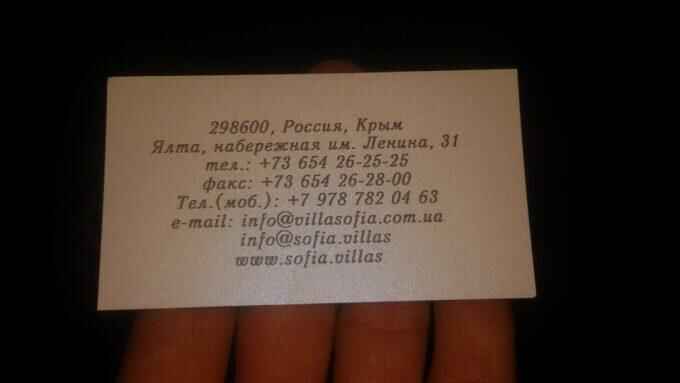 298600, Россия, Крым
Ялта, набережная им. Ленина, 31
тел.: +73 654 26-25-25
факс: +73 654 26-28-00
Тел.(моб.): +7 978 782 04 63
e-mail: info@villasofia.com.ua
info@sofia.villas
www.sofia.villas